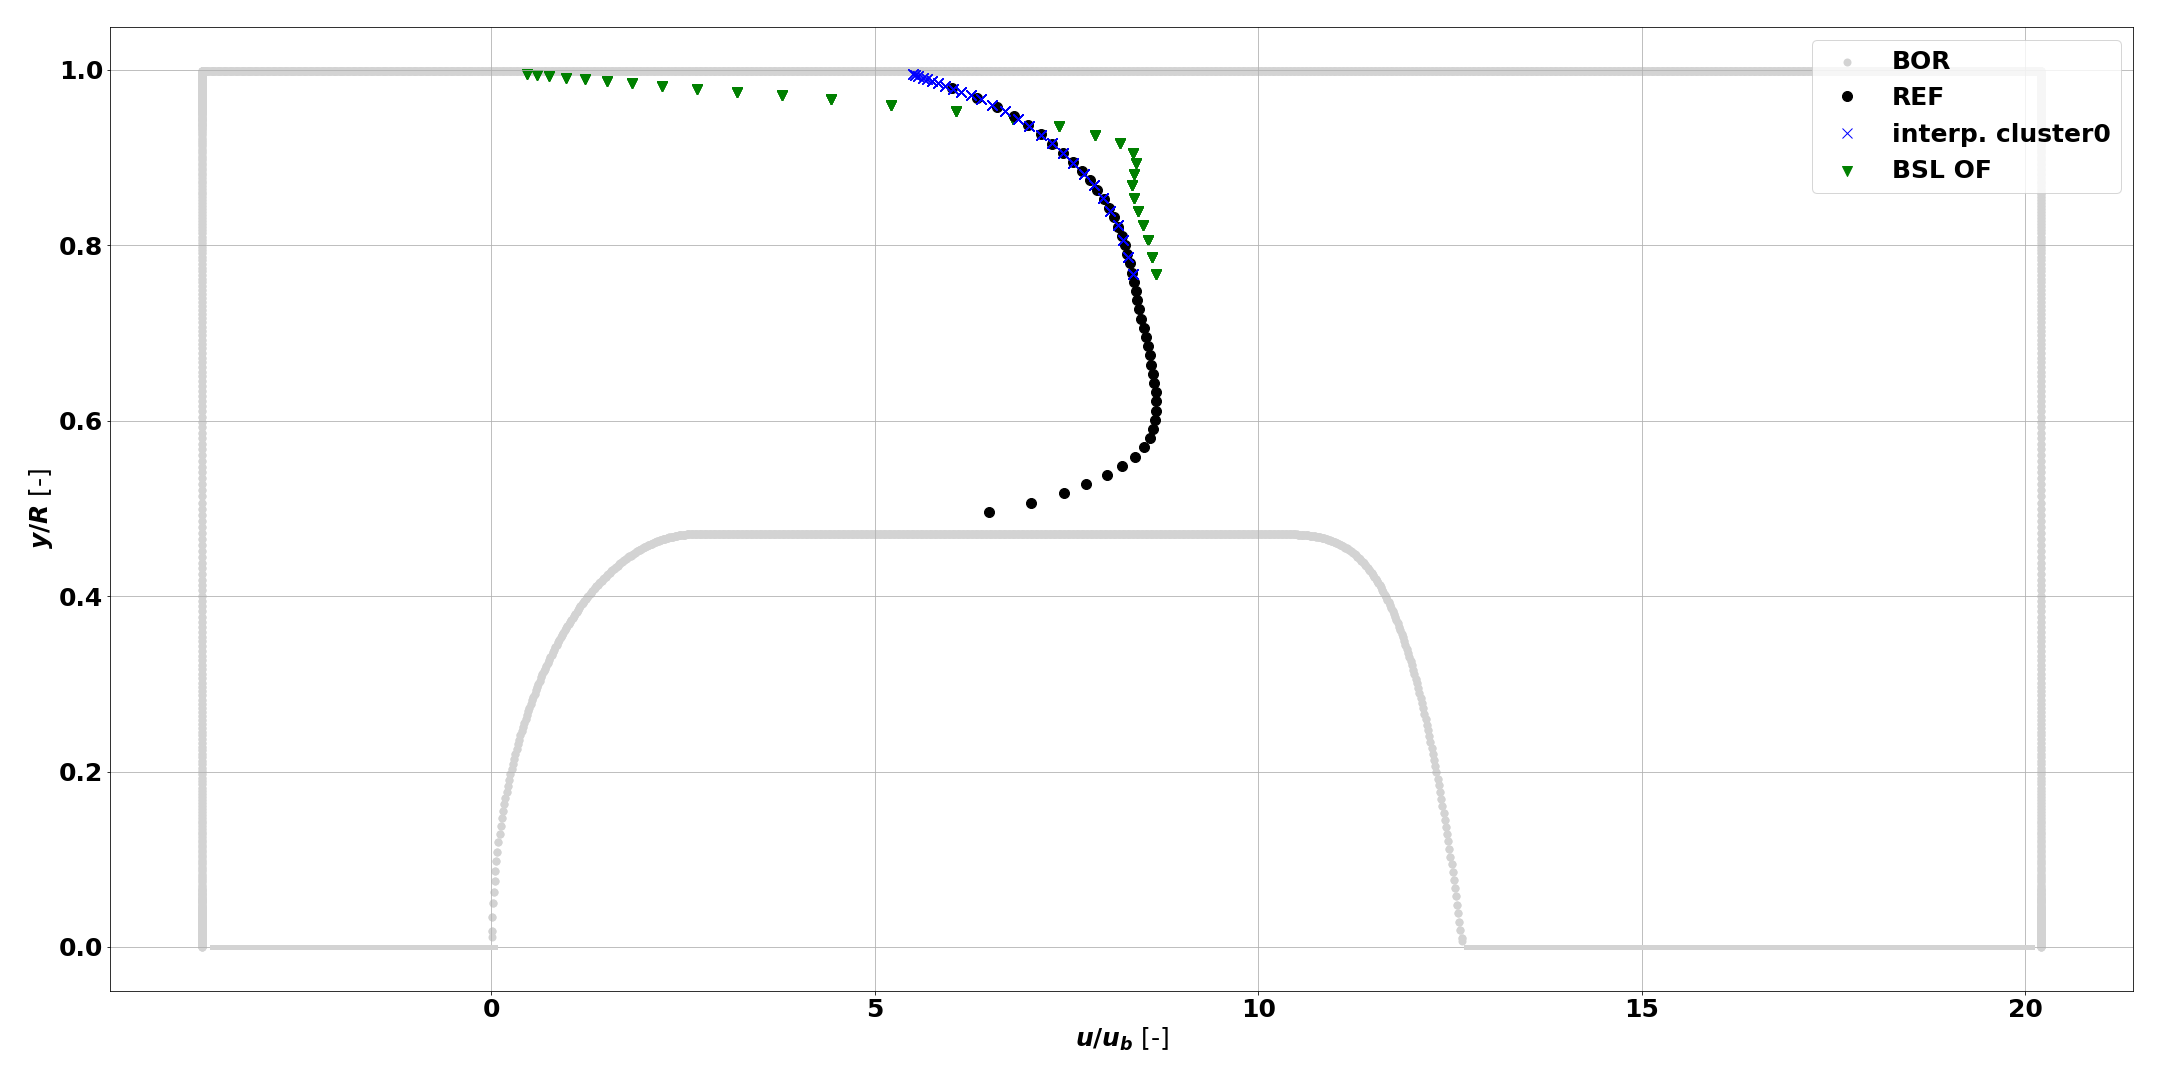 BOR
REF
interp. cluster0
BSL OF
1.0
0.8
0.6
0.4
0.2
0.0
y/R [-]
0 5 10 15 20
u/u_b [-]